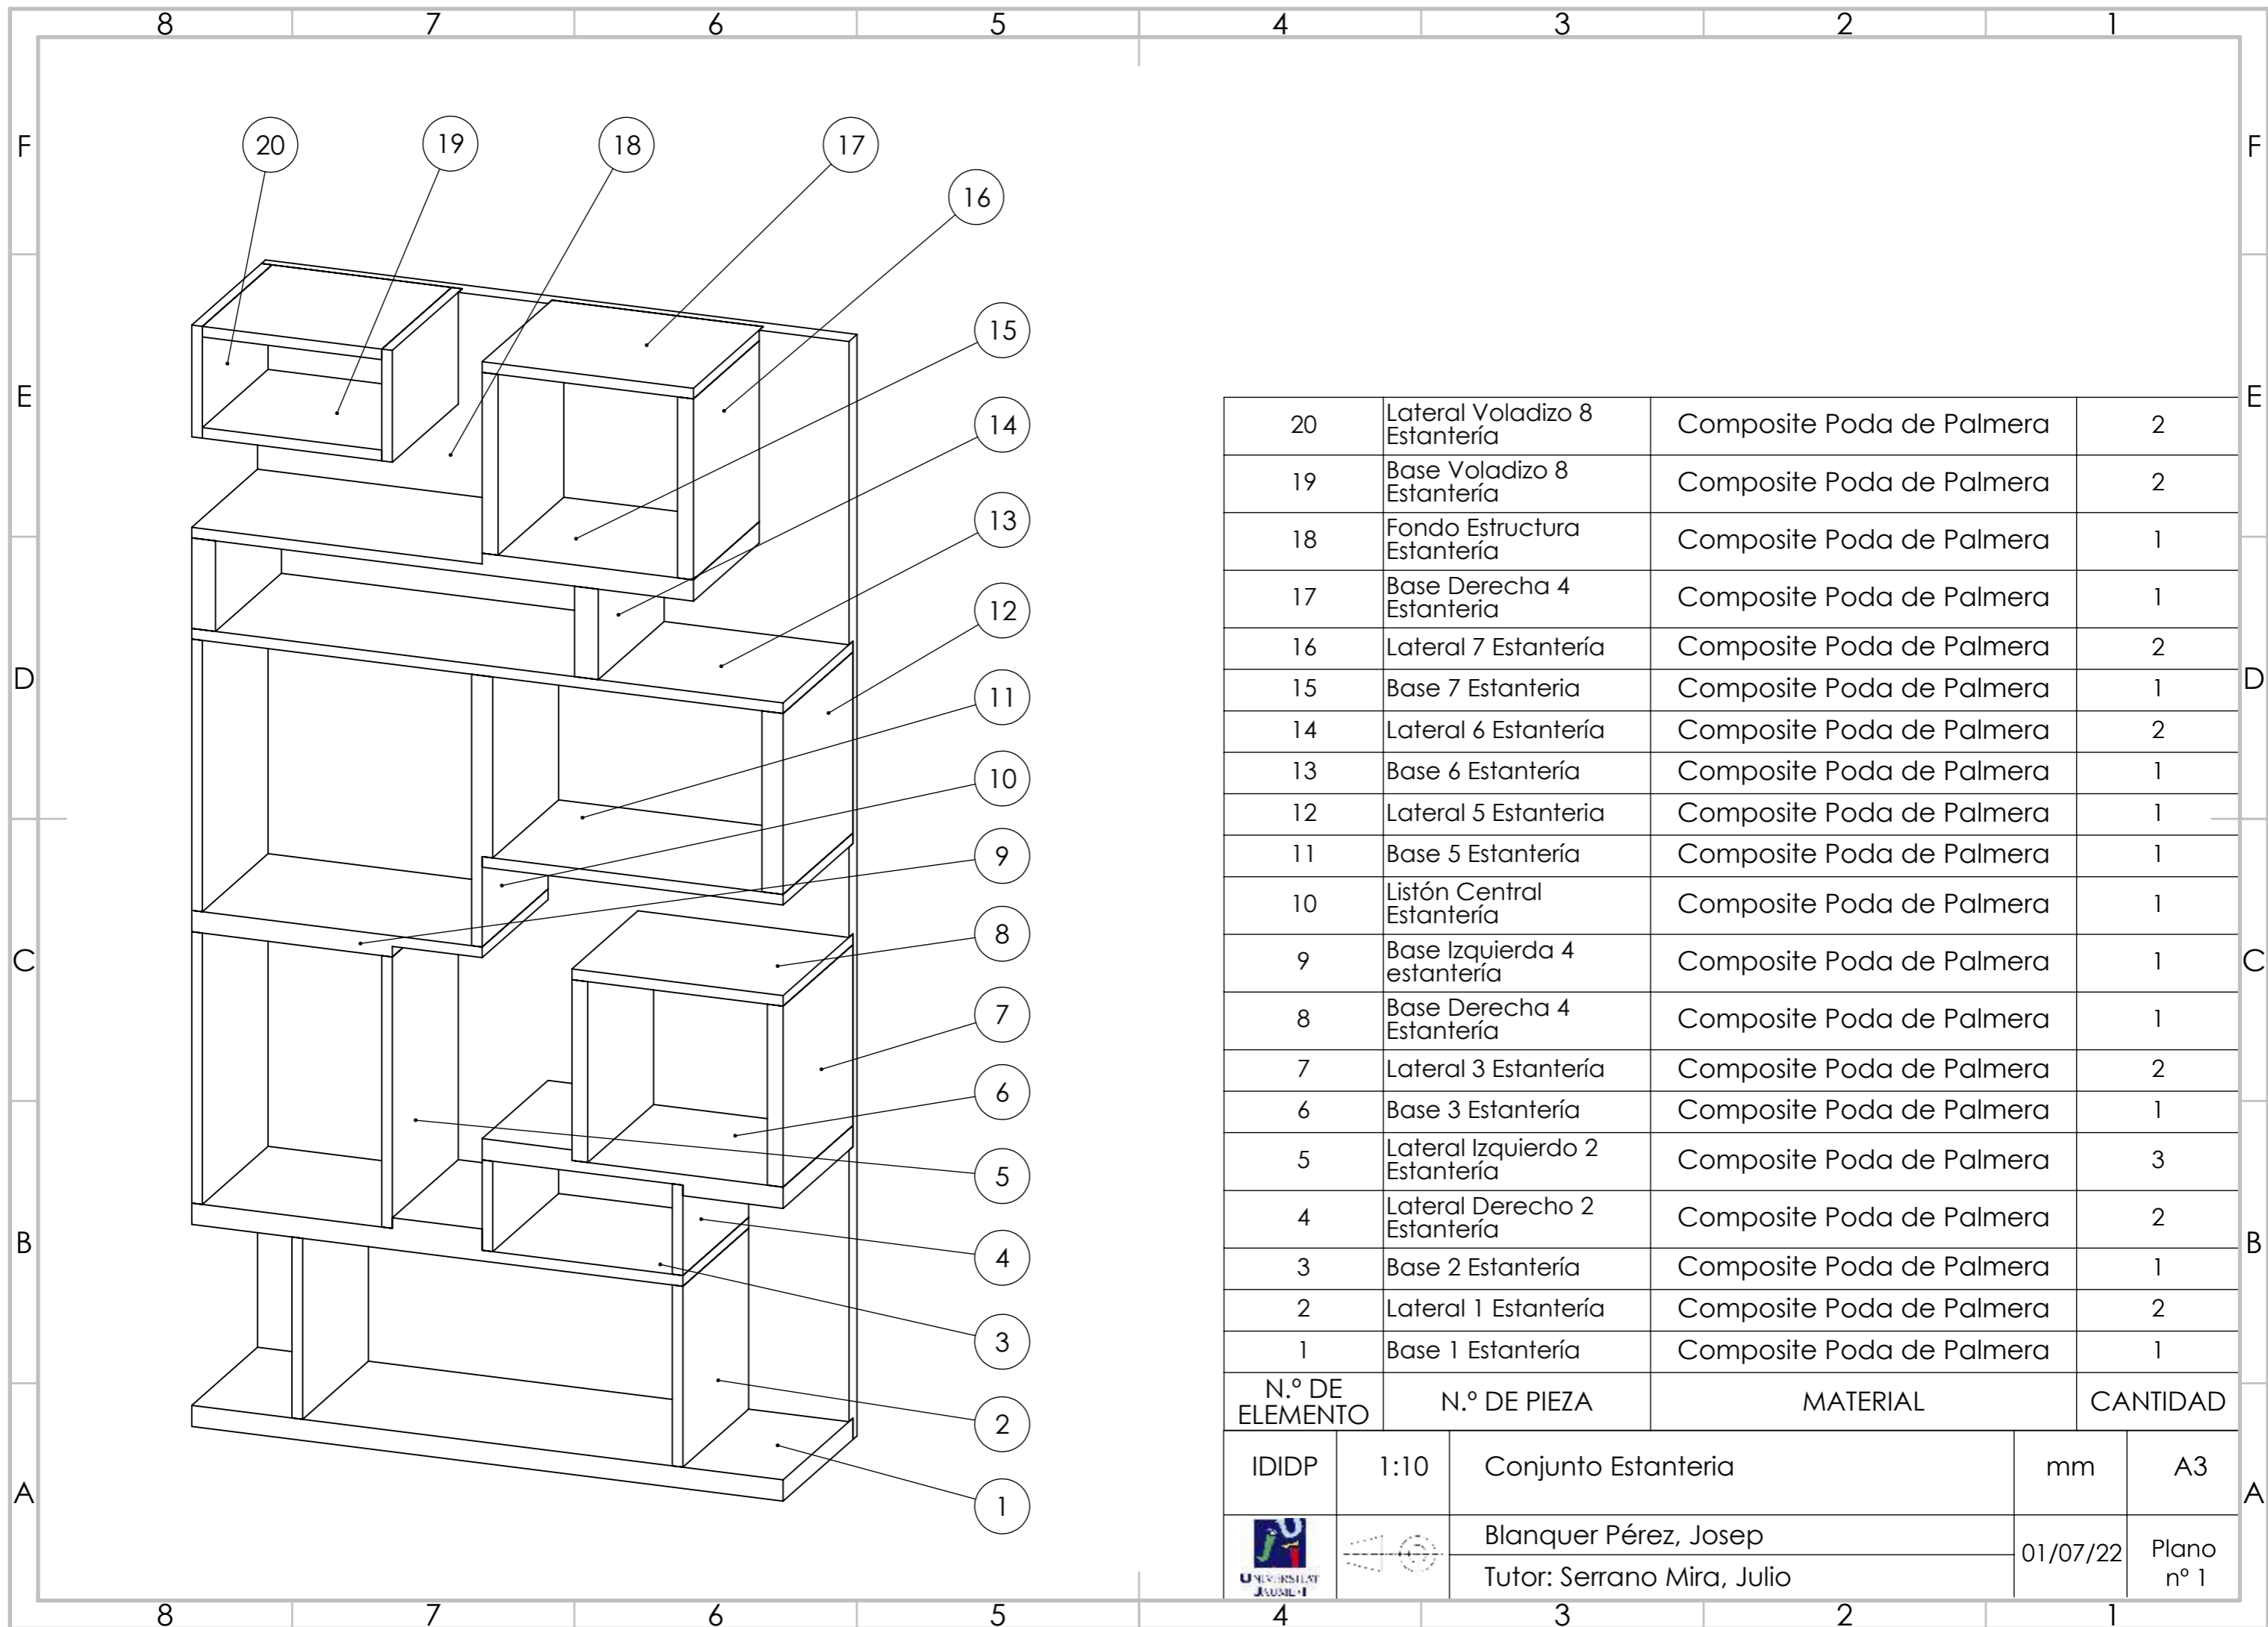 8 7 6 5 4 3 2 1
F F
20 19 18 17
16
15
E E
14
13
12
D D
11
10
9
C C
8
7
6
5
B B
4
3
2
1
A A
20 Lateral Voladizo 8 Composite Poda de Palmera 2
Estantería
19 Base Voladizo 8 Composite Poda de Palmera 2
Estantería
18 Fondo Estructura Composite Poda de Palmera 1
Estantería
17 Base Derecha 4 Composite Poda de Palmera 1
Estanteria
16 Lateral 7 Estantería Composite Poda de Palmera 2
15 Base 7 Estanteria Composite Poda de Palmera 1
14 Lateral 6 Estantería Composite Poda de Palmera 2
13 Base 6 Estantería Composite Poda de Palmera 1
12 Lateral 5 Estanteria Composite Poda de Palmera 1
11 Base 5 Estantería Composite Poda de Palmera 1
10 Listón Central Composite Poda de Palmera 1
Estantería
9 Base Izquierda 4 Composite Poda de Palmera 1
estantería
8 Base Derecha 4 Composite Poda de Palmera 1
Estantería
7 Lateral 3 Estantería Composite Poda de Palmera 2
6 Base 3 Estantería Composite Poda de Palmera 1
5 Lateral Izquierdo 2 Composite Poda de Palmera 3
Estantería
4 Lateral Derecho 2 Composite Poda de Palmera 2
Estantería
3 Base 2 Estantería Composite Poda de Palmera 1
2 Lateral 1 Estantería Composite Poda de Palmera 2
1 Base 1 Estantería Composite Poda de Palmera 1
N.º DE N.º DE PIEZA MATERIAL CANTIDAD
ELEMENTO
IDIDP 1:10 Conjunto Estanteria mm A3
UNIVERSITAT
JAUME·I
Blanquer Pérez, Josep
Tutor: Serrano Mira, Julio
01/07/22
Plano
nº 1
8 7 6 5 4 3 2 1